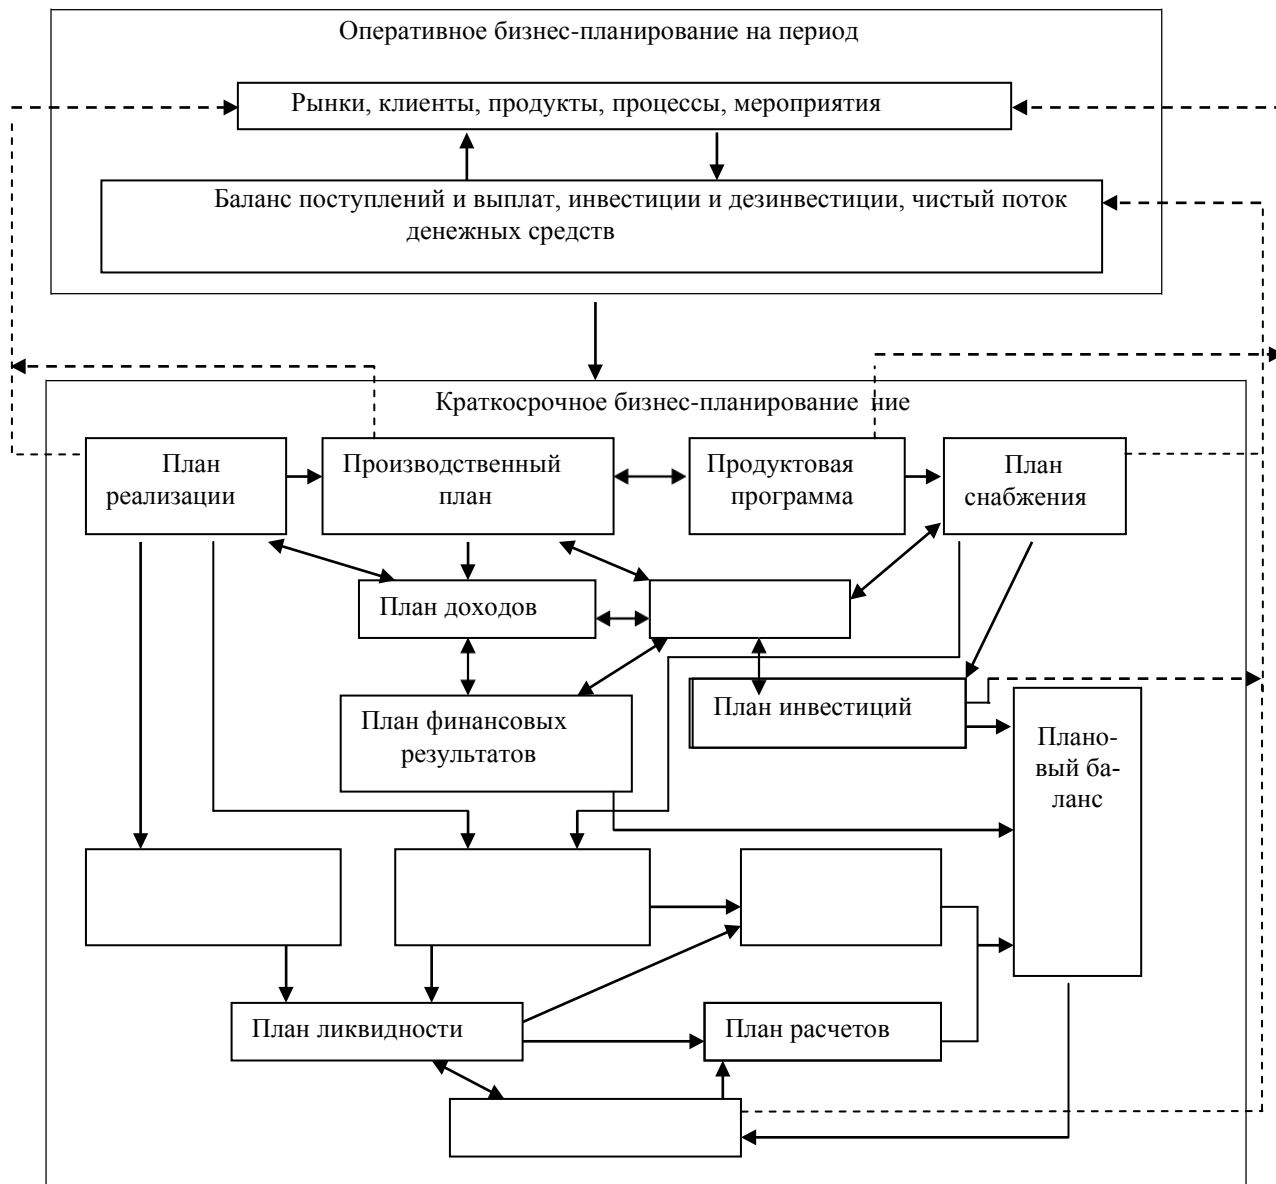 Оперативное бизнес-планирование на период
Рынки, клиенты, продукты, процессы, мероприятия
Баланс поступлений и выплат, инвестиции и дезинвестиции, чистый поток
денежных средств
Краткосрочное бизнес-планирование ние
План
реализации
Производственный
план
Продуктовая
программа
План
снабжения
План доходов
План финансовых
результатов
План инвестиций
Плано-
вый ба-
ланс
План ликвидности
План расчетов